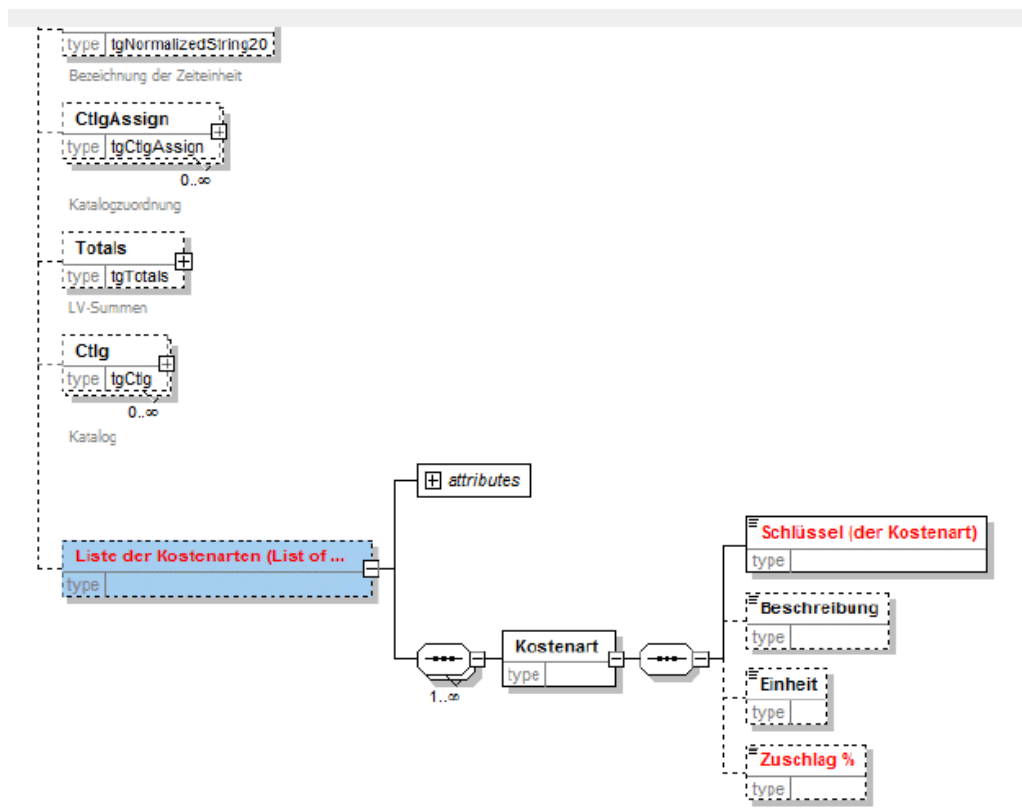 type tgNormalizedString20
Bezeichnung der Zeiteinheit
CtlgAssign
type tgCtlgAssign
0..∞
Katalogzuordnung
Totals
type tgTotals
LV-Summen
Ctlg
type tgCtlg
0..∞
Katalog
attributes
Liste der Kostenarten (List of ...
type
Schlüssel (der Kostenart)
type
Beschreibung
type
Kostenart
type
1..∞
Einheit
type
Zuschlag %
type